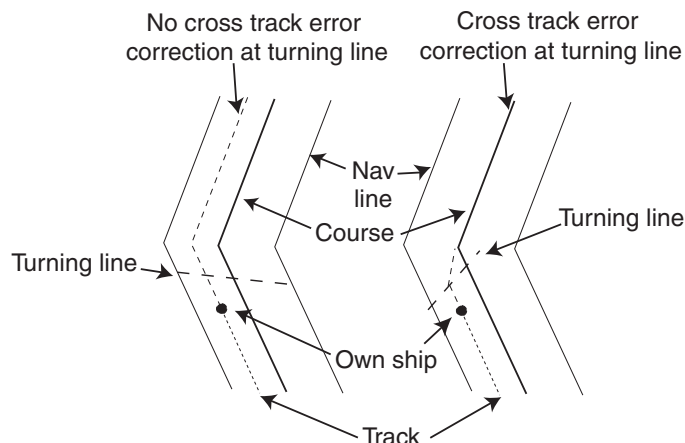 No cross track error
correction at turning line
Cross track error
correction at turning line
Nav
line
Course
Turning line
Turning line
Own ship
Track